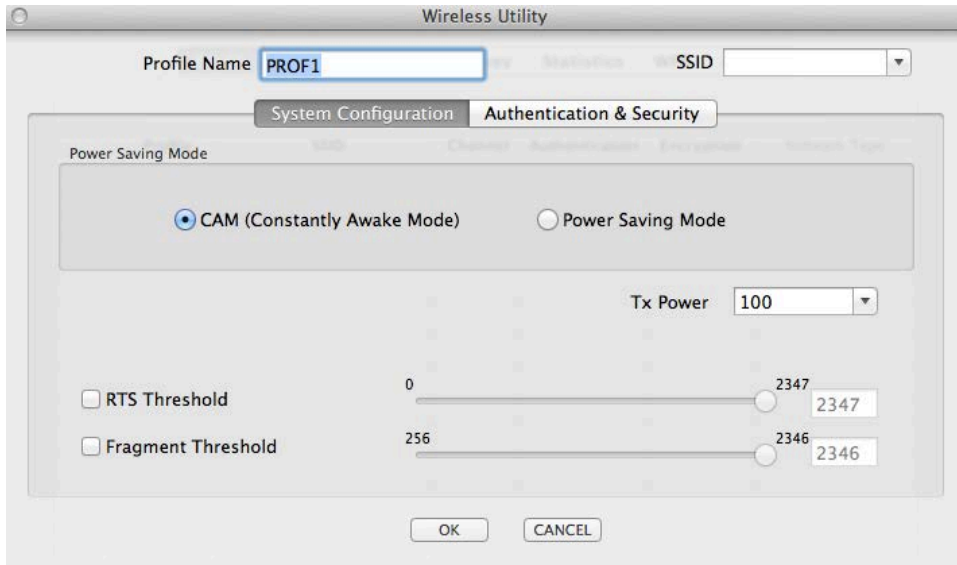 Wireless Utility
Profile Name PROF1 SSID
System Configuration Authentication & Security
Power Saving Mode
CAM (Constantly Awake Mode) Power Saving Mode
Tx Power 100
RTS Threshold 0 2347 2347
Fragment Threshold 256 2346 2346
OK CANCEL